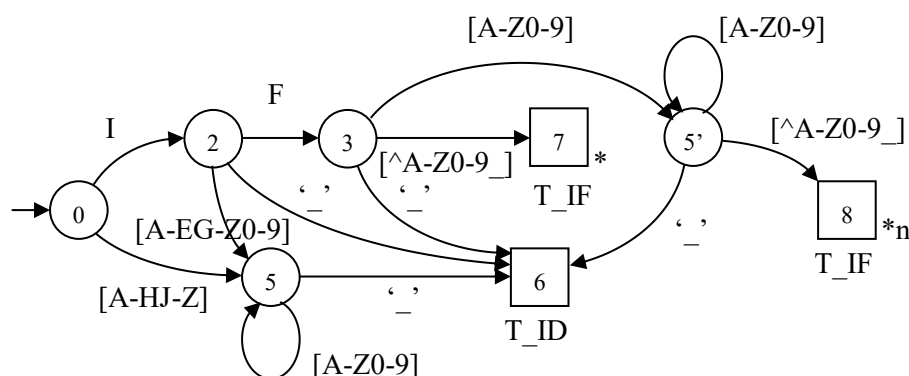 [A-Z0-9] [A-Z0-9]
F
I
2 3 7 5’ [^A-Z0-9_]
[^A-Z0-9_] *
‘_’ ‘_’ T_IF
0 8 *n
[A-EG-Z0-9] ‘_’
T_IF
5 6
[A-HJ-Z] ‘_’
T_ID
[A-Z0-9]